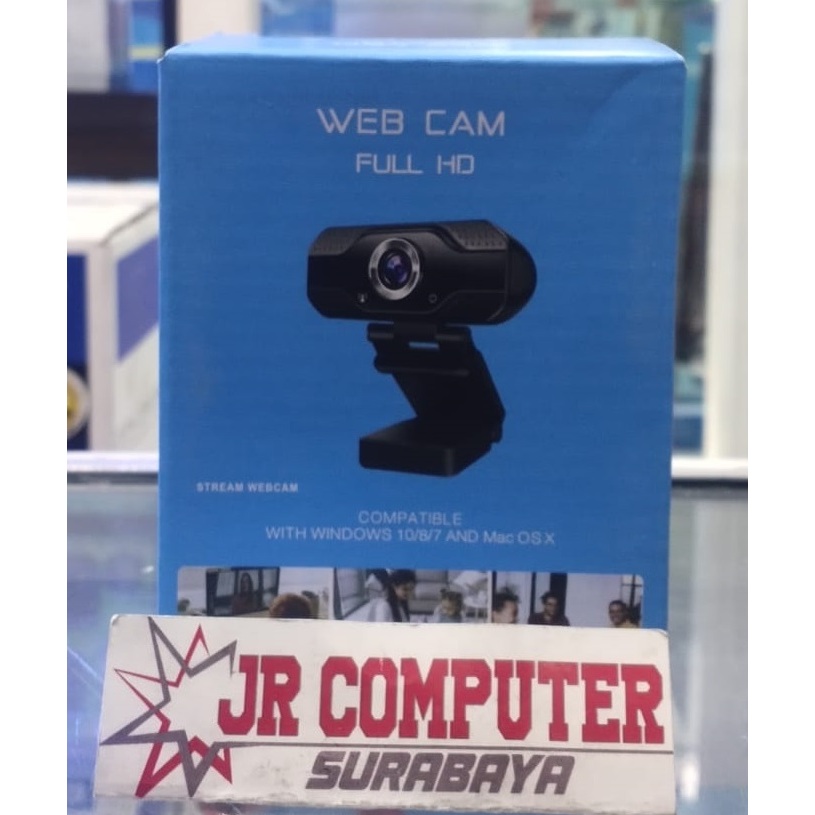 WEB CAM
FULL HD
STREAM WEBCAM
COMPATIBLE
WITH WINDOWS 10/8/7 AND Mac OS X
JR COMPUTER
SURABAYA